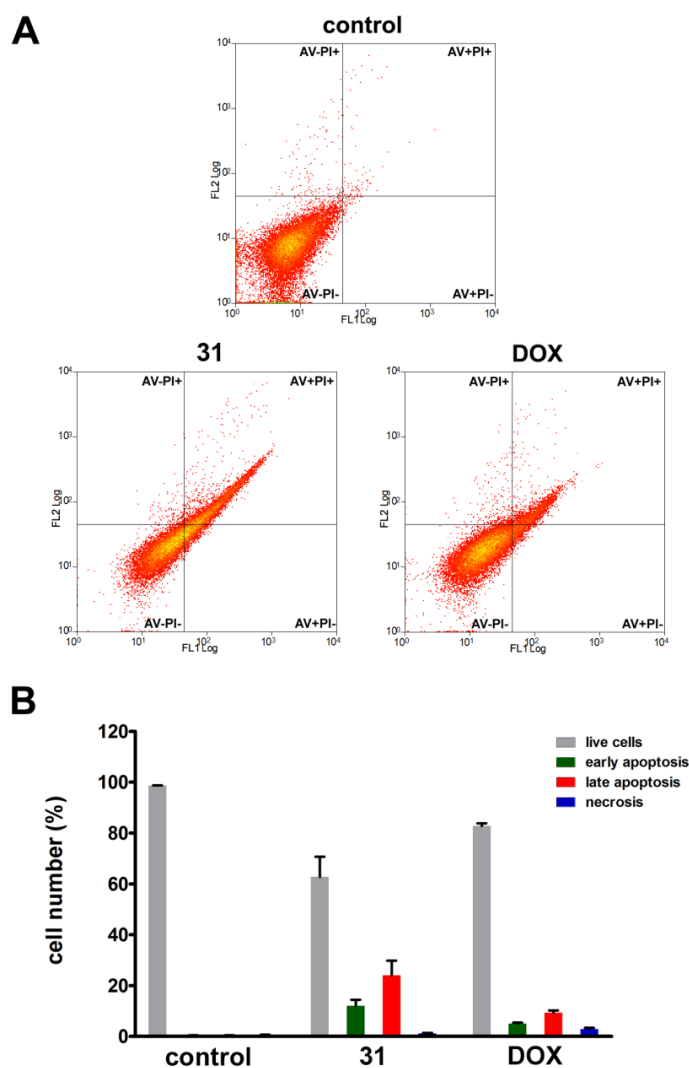 A
control
10⁴
AV-PI+ AV+PI+
10³
FL2 Log
10²
10¹
AV-PI- AV+PI-
10⁰
10⁰ 10¹ 10² 10³ 10⁴
FL1 Log
31
10⁴
AV-PI+ AV+PI+
10³
FL2 Log
10²
10¹
AV-PI- AV+PI-
10⁰
10⁰ 10¹ 10² 10³ 10⁴
FL1 Log
DOX
10⁴
AV-PI+ AV+PI+
10³
FL2 Log
10²
10¹
AV-PI- AV+PI-
10⁰
10⁰ 10¹ 10² 10³ 10⁴
FL1 Log
B
cell number (%)
120
100
80
60
40
20
0
live cells
early apoptosis
late apoptosis
necrosis
control 31 DOX